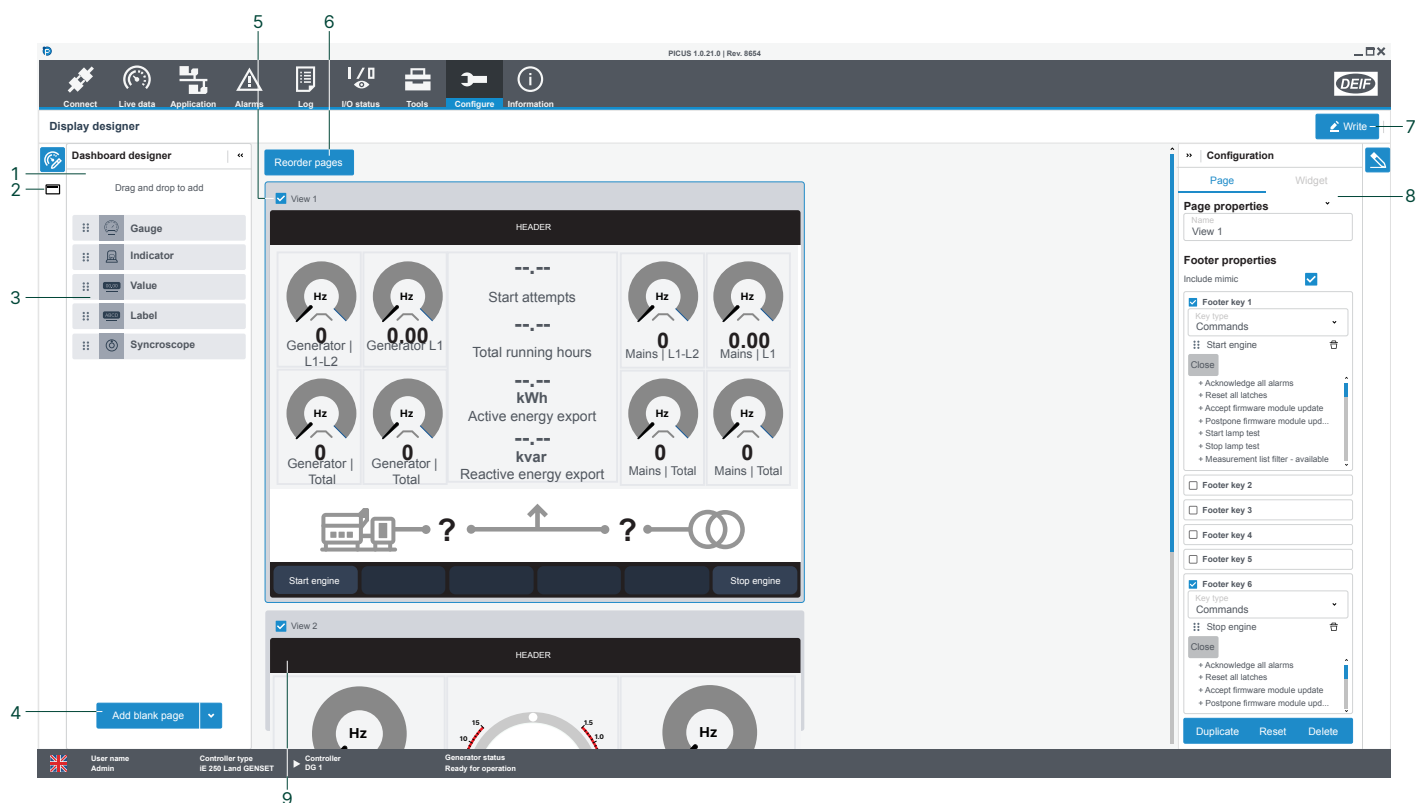 5
6
PICUS 1.0.21.0 | Rev. 8654
Connect
Live data
Application
Alarms
Log
I/O status
Tools
Configure
Information
DEIF
Display designer
Write
7
Dashboard designer
«
1
2
Drag and drop to add
Gauge
Indicator
3
Value
Label
Syncroscope
4
Add blank page
Reorder pages
View 1
HEADER
Hz
0
Generator |
L1-L2
Hz
0.00
Generator L1
--.--
Start attempts
--.--
Total running hours
--.--
kWh
Active energy export
--.--
kvar
Reactive energy export
Hz
0
Mains | L1-L2
Hz
0.00
Mains | L1
Hz
0
Generator |
Total
Hz
0
Generator |
Total
Hz
0
Mains | Total
Hz
0
Mains | Total
?
?
Start engine
Stop engine
View 2
HEADER
Hz
15
10
1.5
1.0
Hz
» Configuration
Page
Widget
8
Page properties
Name
View 1
Footer properties
Include mimic
Footer key 1
Key type
Commands
Start engine
Close
+ Acknowledge all alarms
+ Reset all latches
+ Accept firmware module update
+ Postpone firmware module upd...
+ Start lamp test
+ Stop lamp test
+ Measurement list filter - available
Footer key 2
Footer key 3
Footer key 4
Footer key 5
Footer key 6
Key type
Commands
Stop engine
Close
+ Acknowledge all alarms
+ Reset all latches
+ Accept firmware module update
+ Postpone firmware module upd...
Duplicate
Reset
Delete
User name
Admin
Controller type
iE 250 Land GENSET
Controller
DG 1
Generator status
Ready for operation
9